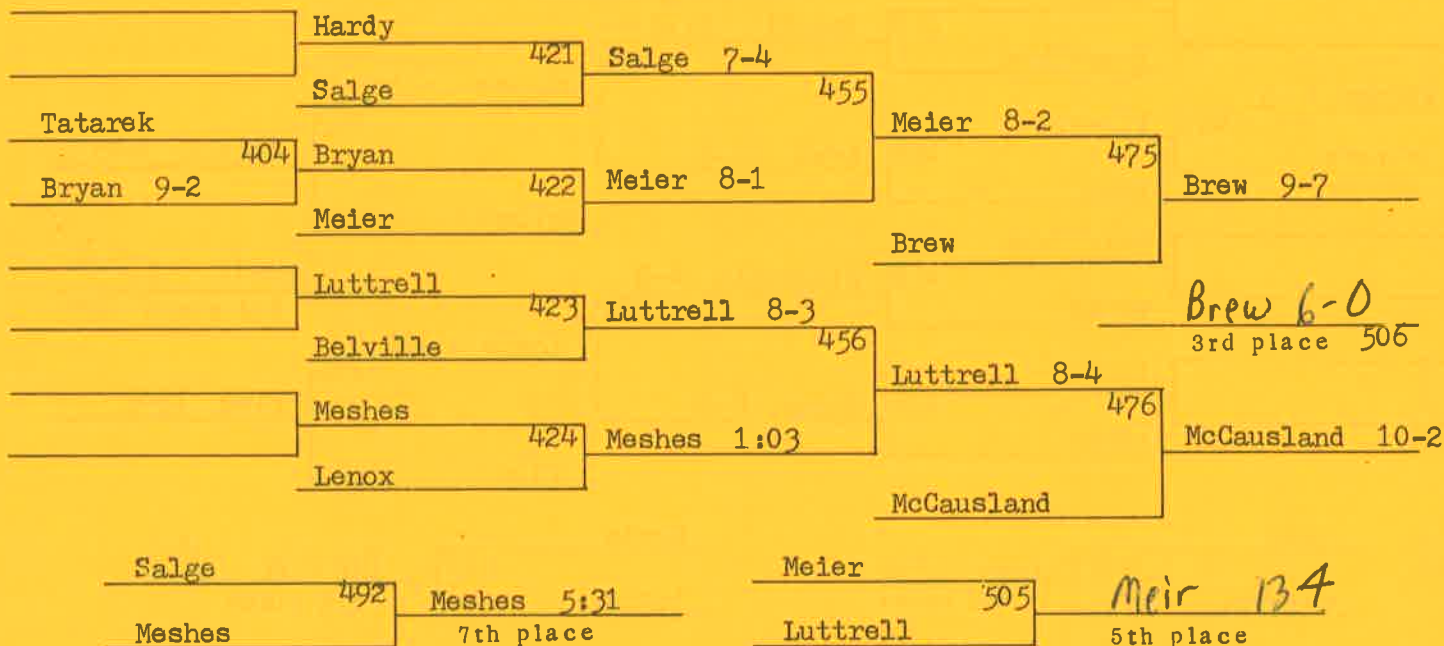 Hardy
421
Salge 7-4
Salge
455
Tatarek
Meier 8-2
404
Bryan
475
Bryan 9-2
422
Meier 8-1
Brew 9-7
Meier
Brew
Luttrell
423
Luttrell 8-3
Brew 6-0
Belville
456
3rd place 506
Luttrell 8-4
Meshes
476
424
Meshes 1:03
McCausland 10-2
Lenox
McCausland
Salge
492
Meshes 5:31
Meshes
7th place
Meier
505
Meir 13 4
Luttrell
5th place